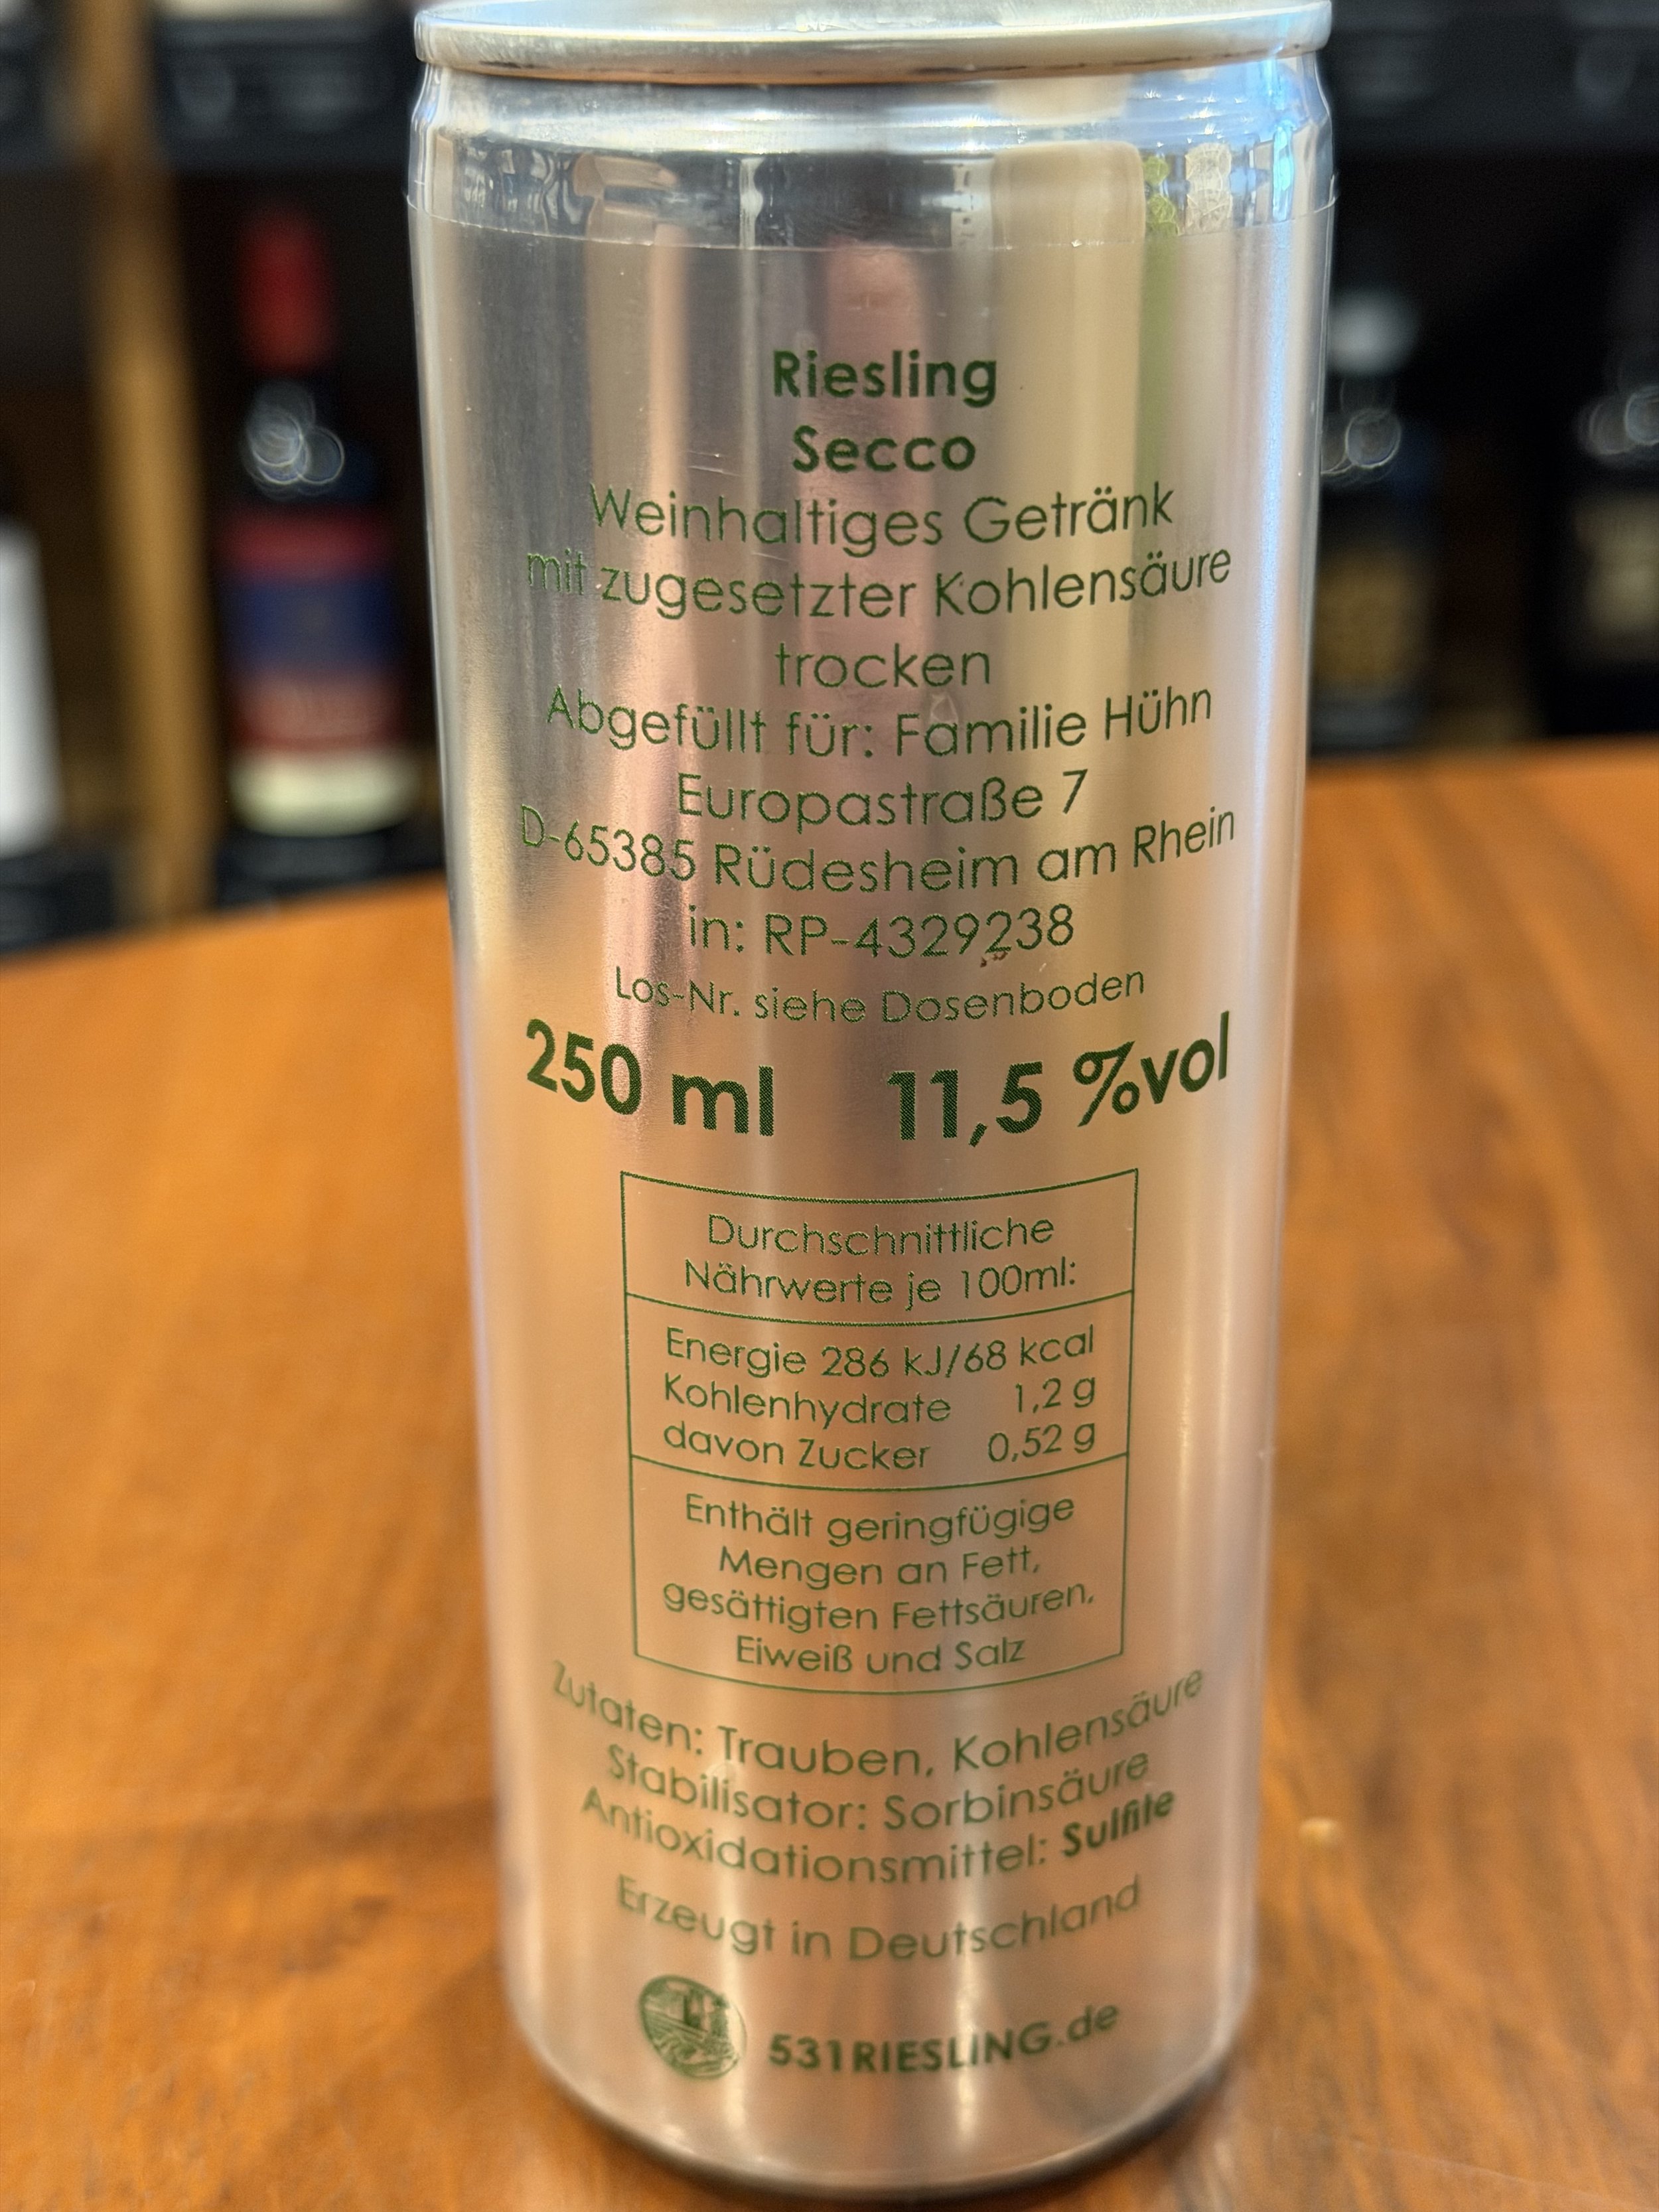 Riesling
Secco
Weinhaltiges Getränk
mit zugesetzter Kohlensäure
trocken
Abgefüllt für: Familie Hühn
Europastraße 7
D-65385 Rüdesheim am Rhein
in: RP-4329238
Los-Nr. siehe Dosenboden
250 ml 11,5 %vol
Durchschnittliche
Nährwerte je 100ml:
Energie 286 kJ/68 kcal
Kohlenhydrate 1,2 g
davon Zucker 0,52 g
Enthält geringfügige
Mengen an Fett,
gesättigten Fettsäuren,
Eiweiß und Salz
Zutaten: Trauben, Kohlensäure
Stabilisator: Sorbinsäure
Antioxidationsmittel: Sulfite
Erzeugt in Deutschland
531RIESLING.de